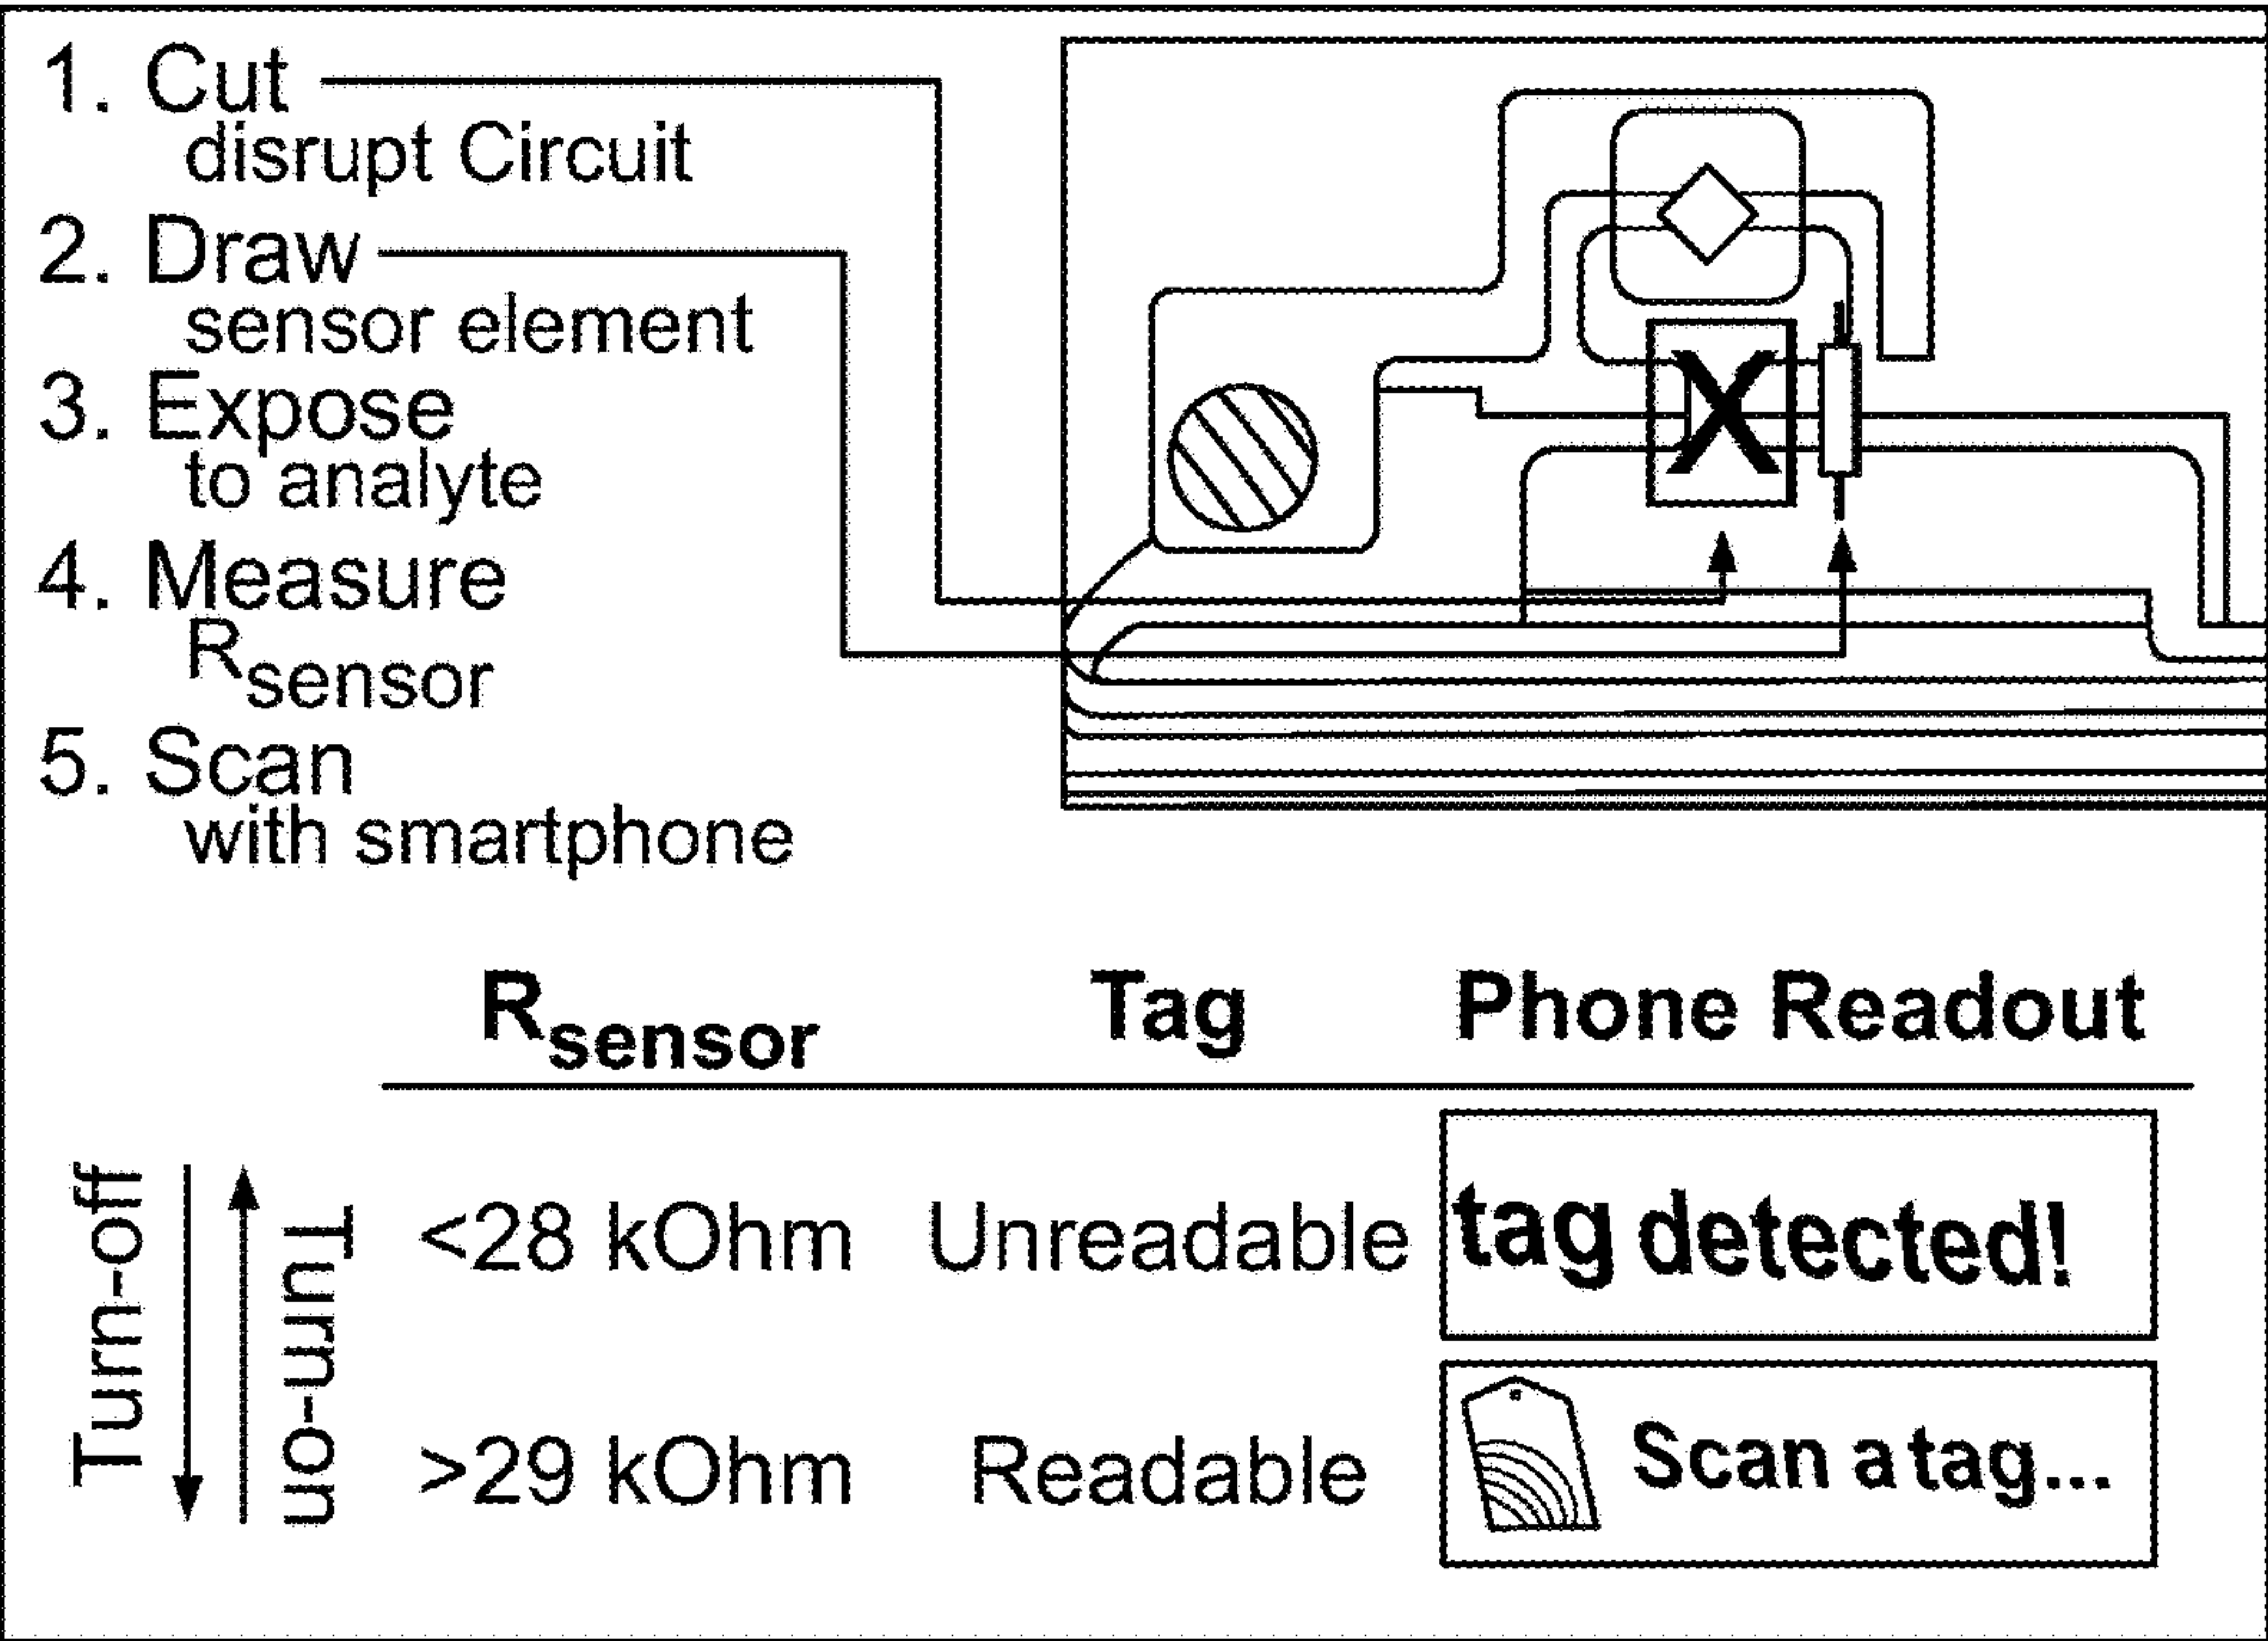 1. Cut
disrupt Circuit
2. Draw
sensor element
3. Expose
to analyte
4. Measure
Rsensor
5. Scan
with smartphone
X
Rsensor Tag Phone Readout
Turn-off
Turn-on
<28 kOhm Unreadable tag detected!
>29 kOhm Readable Scan a tag...